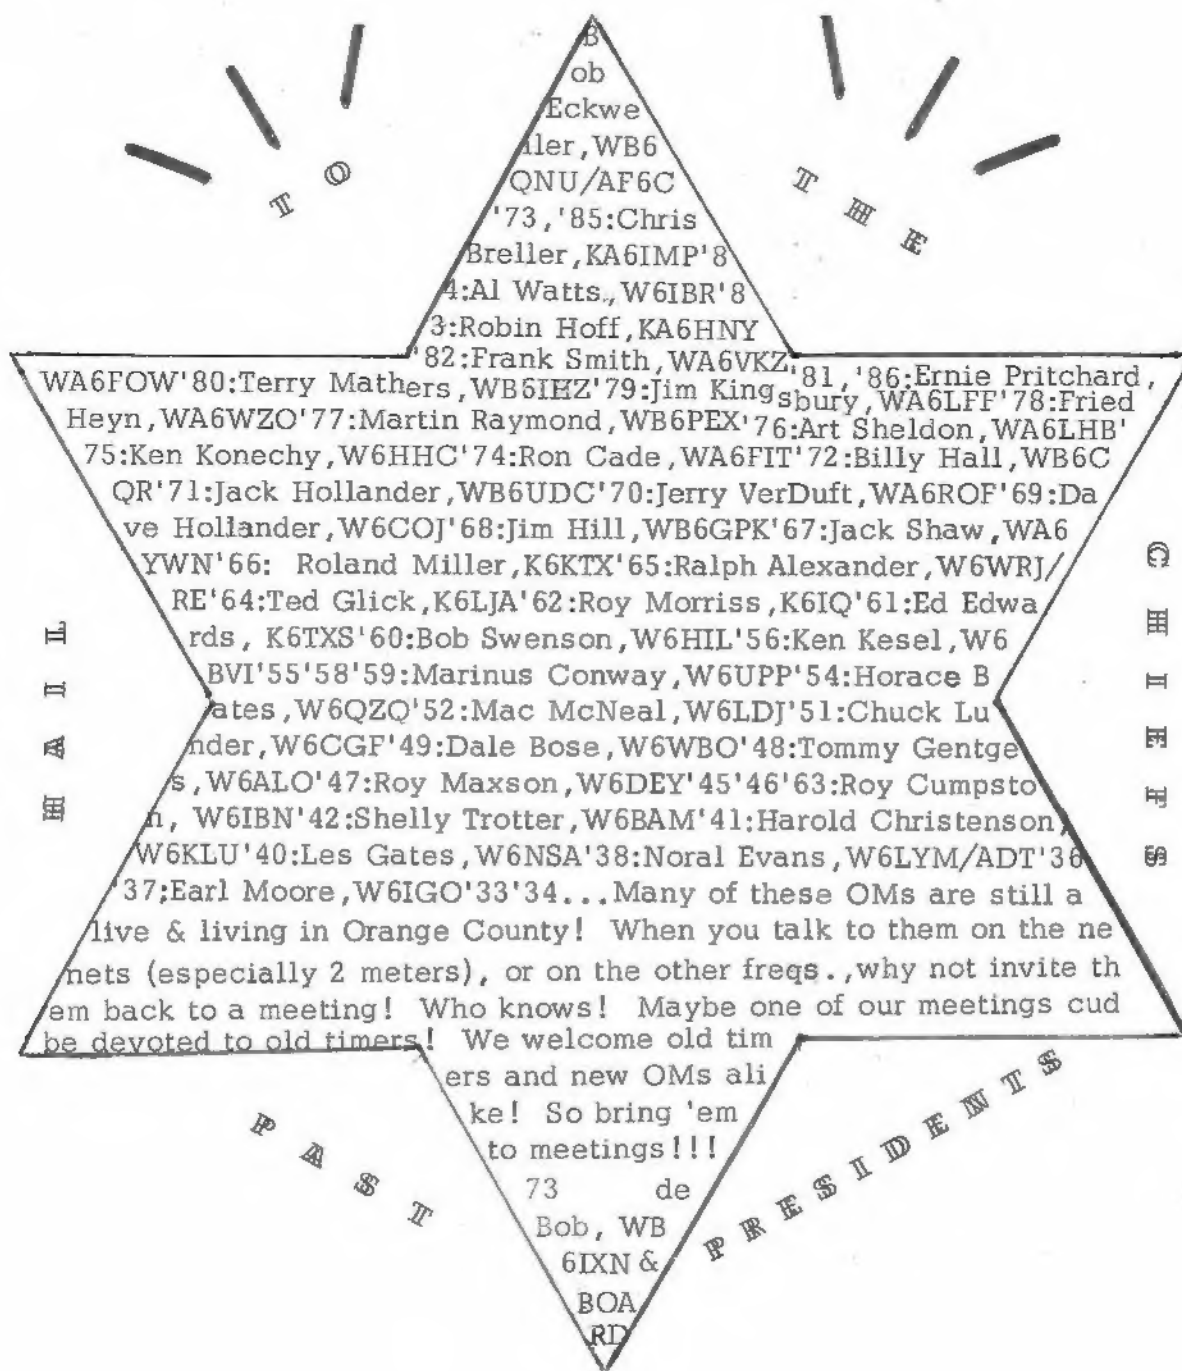 HAIL
TO
THE
CHIEFS
B
ob
Eckwe
iler,WB6
QNU/AF6C
'73,'85:Chris
Breller,KA6IMP'8
4:Al Watts.,W6IBR'8
3:Robin Hoff,KA6HNY
'82:Frank Smith,WA6VKZ,'81,'86:Ernie Pritchard,
WA6FOW'80:Terry Mathers,WB6IHZ'79:Jim Kingsbury,WA6LFF'78:Fried
Heyn,WA6WZO'77:Martin Raymond,WB6PEX'76:Art Sheldon,WA6LHB'
75:Ken Konechy,W6HHC'74:Ron Cade,WA6FIT'72:Billy Hall,WB6C
QR'71:Jack Hollander,WB6UDC'70:Jerry VerDuft,WA6ROF'69:Da
ve Hollander,W6COJ'68:Jim Hill,WB6GPK'67:Jack Shaw,WA6
YWN'66: Roland Miller,K6KTX'65:Ralph Alexander,W6WRJ/
RE'64:Ted Glick,K6LJA'62:Roy Morriss,K6IQ'61:Ed Edwa
rds, K6TXS'60:Bob Swenson,W6HIL'56:Ken Kesel,W6
BVI'55'58'59:Marinus Conway,W6UPP'54:Horace B
ates,W6QZQ'52:Mac McNeal,W6LDJ'51:Chuck Lu
nder,W6CGF'49:Dale Bose,W6WBO'48:Tommy Gentge
s,W6ALO'47:Roy Maxson,W6DEY'45'46'63:Roy Cumpsto
n, W6IBN'42:Shelly Trotter,W6BAM'41:Harold Christenson,
W6KLU'40:Les Gates,W6NSA'38:Noral Evans,W6LYM/ADT'36
'37;Earl Moore,W6IGO'33'34...Many of these OMs are still a
live & living in Orange County! When you talk to them on the ne
nets (especially 2 meters), or on the other freqs.,why not invite th
em back to a meeting! Who knows! Maybe one of our meetings cud
be devoted to old timers! We welcome old tim
ers and new OMs ali
ke! So bring 'em
to meetings!!!
73 de
Bob, WB
6IXN &
BOA
RD
PAST
PRESIDENTS